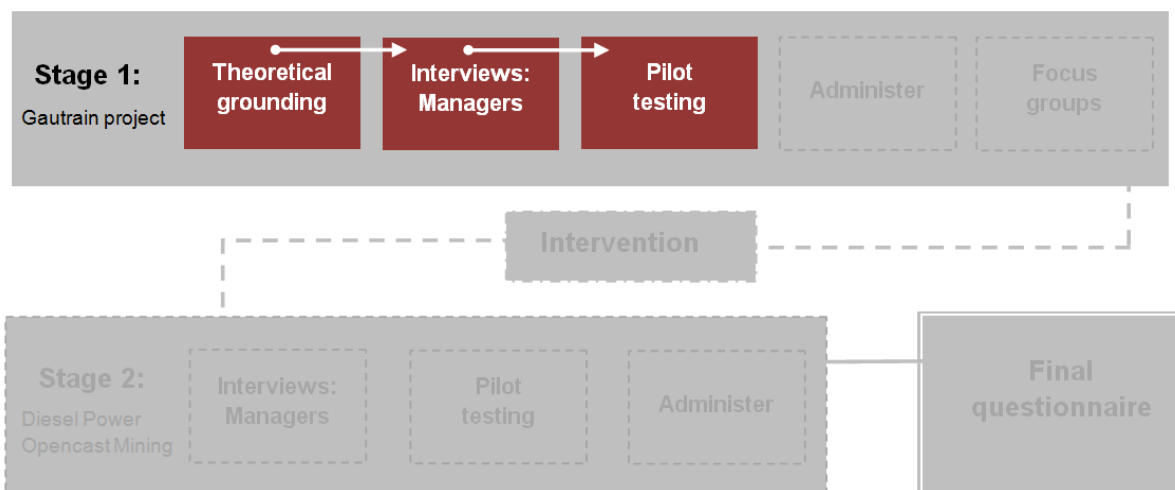 Stage 1:
Gautrain project
Theoretical
grounding
Interviews:
Managers
Pilot
testing
Administer
Focus
groups
Intervention
Stage 2:
Diesel Power
Opencast Mining
Interviews:
Managers
Pilot
testing
Administer
Final
questionnaire